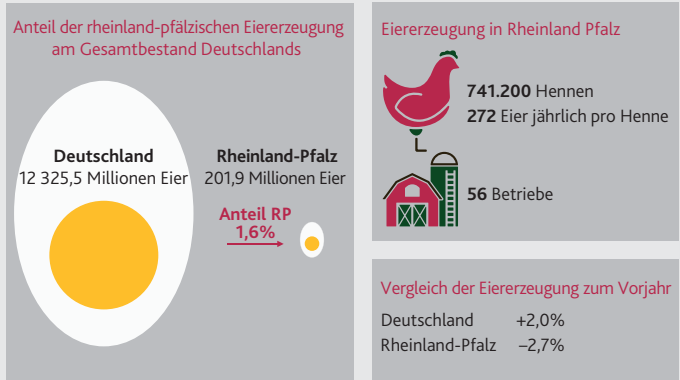 Anteil der rheinland-pfälzischen Eiererzeugung
am Gesamtbestand Deutschlands
Deutschland
12 325,5 Millionen Eier
Rheinland-Pfalz
201,9 Millionen Eier
Anteil RP
1,6%
Eiererzeugung in Rheinland Pfalz
741.200 Hennen
272 Eier jährlich pro Henne
56 Betriebe
Vergleich der Eiererzeugung zum Vorjahr
Deutschland +2,0%
Rheinland-Pfalz –2,7%